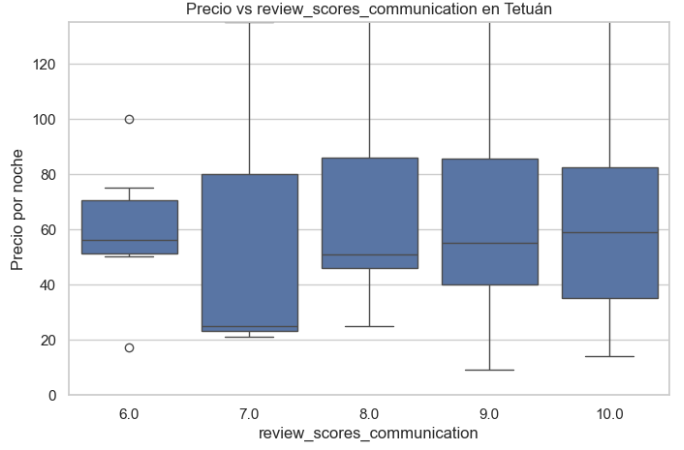 Precio vs review_scores_communication en Tetuán
Precio por noche
120
100
80
60
40
20
0
6.0 7.0 8.0 9.0 10.0
review_scores_communication